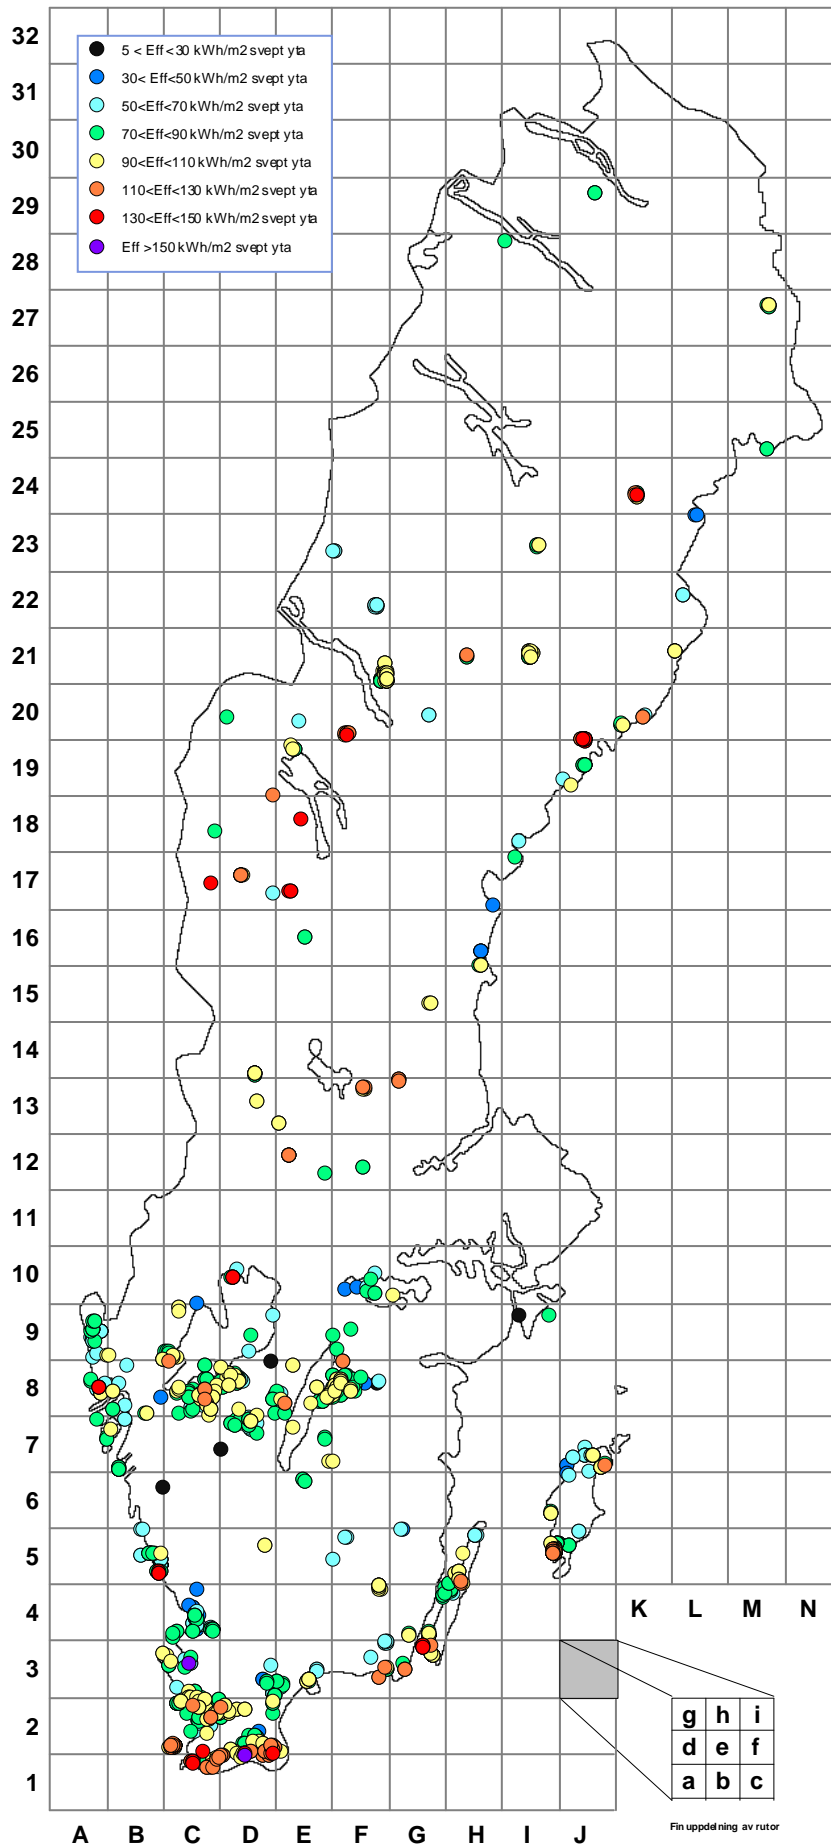 32
31
30
29
28
27
26
25
24
23
22
21
20
19
18
17
16
15
14
13
12
11
10
9
8
7
6
5
4
3
2
1
5 < Eff<30 kWh/m2 svept yta
30< Eff<50 kWh/m2 svept yta
50<Eff<70 kWh/m2 svept yta
70<Eff<90 kWh/m2 svept yta
90<Eff<110 kWh/m2 svept yta
110<Eff<130 kWh/m2 svept yta
130<Eff<150 kWh/m2 svept yta
Eff >150 kWh/m2 svept yta
K L M N
g h i
d e f
a b c
Fin uppdelning av rutor
A B C D E F G H I J